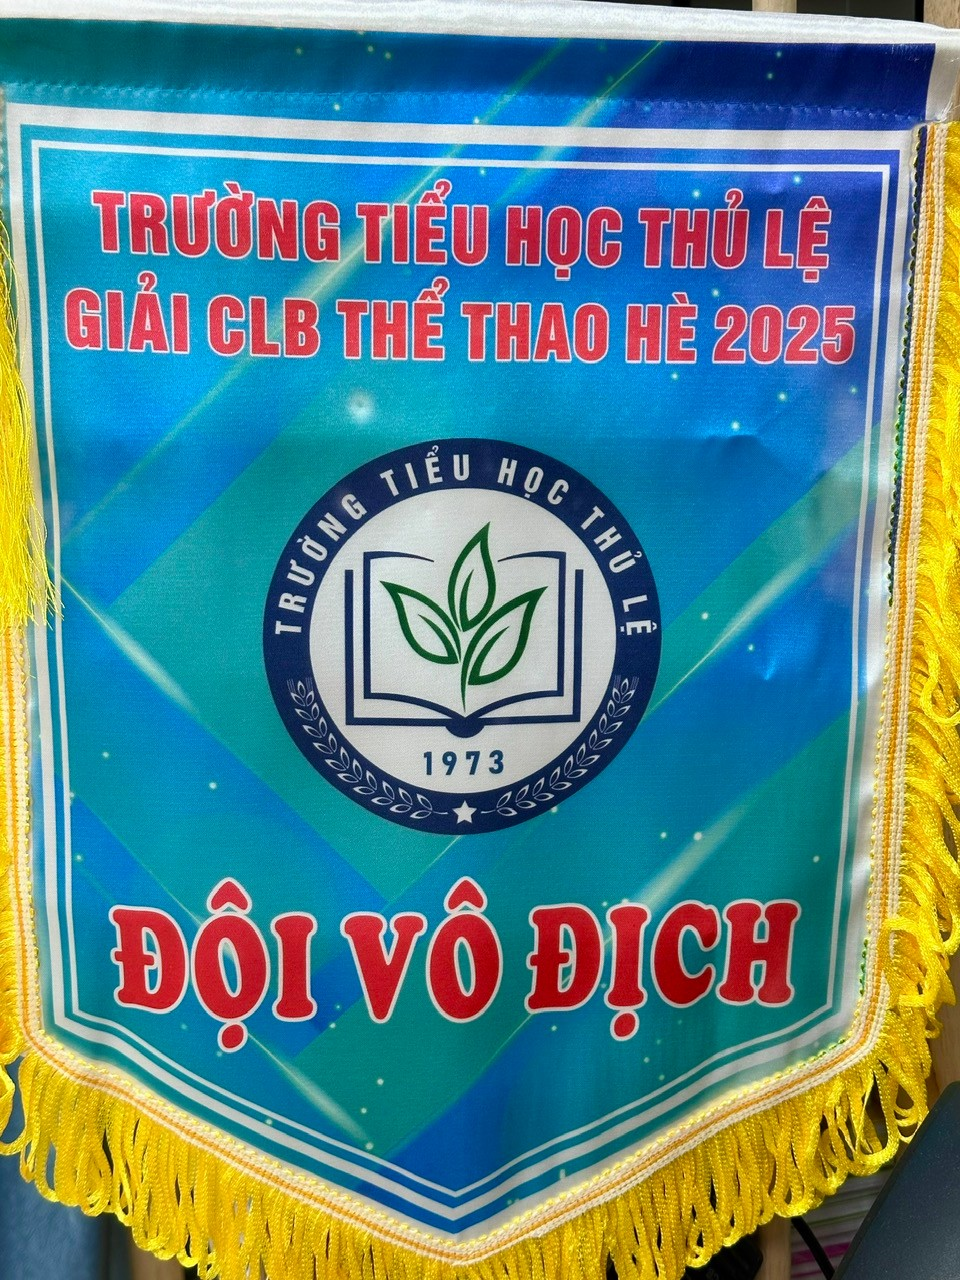 TRƯỜNG TIỂU HỌC THỦ LỆ
GIẢI CLB THỂ THAO HÈ 2025
TRƯỜNG TIỂU HỌC THỦ LỆ
1973
ĐỘI VÔ ĐỊCH